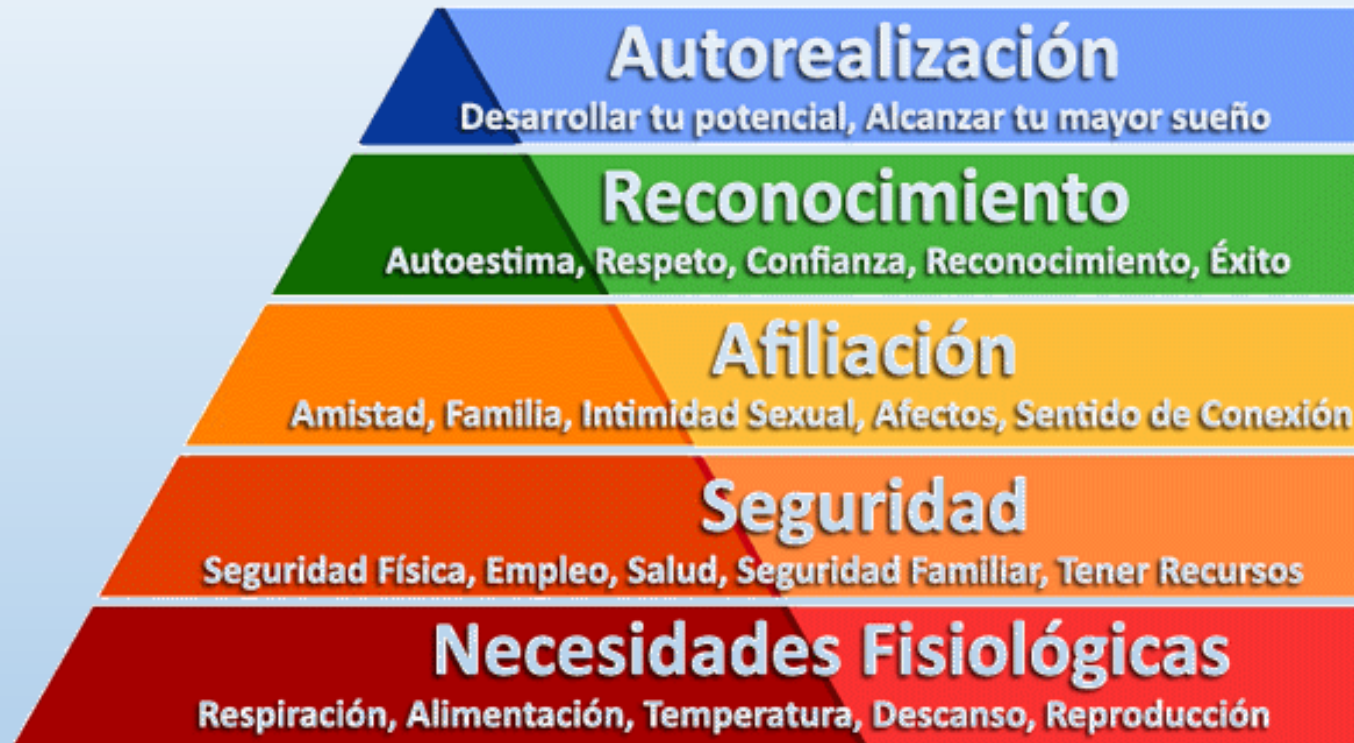 Autorealización
Desarrollar tu potencial, Alcanzar tu mayor sueño
Reconocimiento
Autoestima, Respeto, Confianza, Reconocimiento, Éxito
Afiliación
Amistad, Familia, Intimidad Sexual, Afectos, Sentido de Conexión
Seguridad
Seguridad Física, Empleo, Salud, Seguridad Familiar, Tener Recursos
Necesidades Fisiológicas
Respiración, Alimentación, Temperatura, Descanso, Reproducción